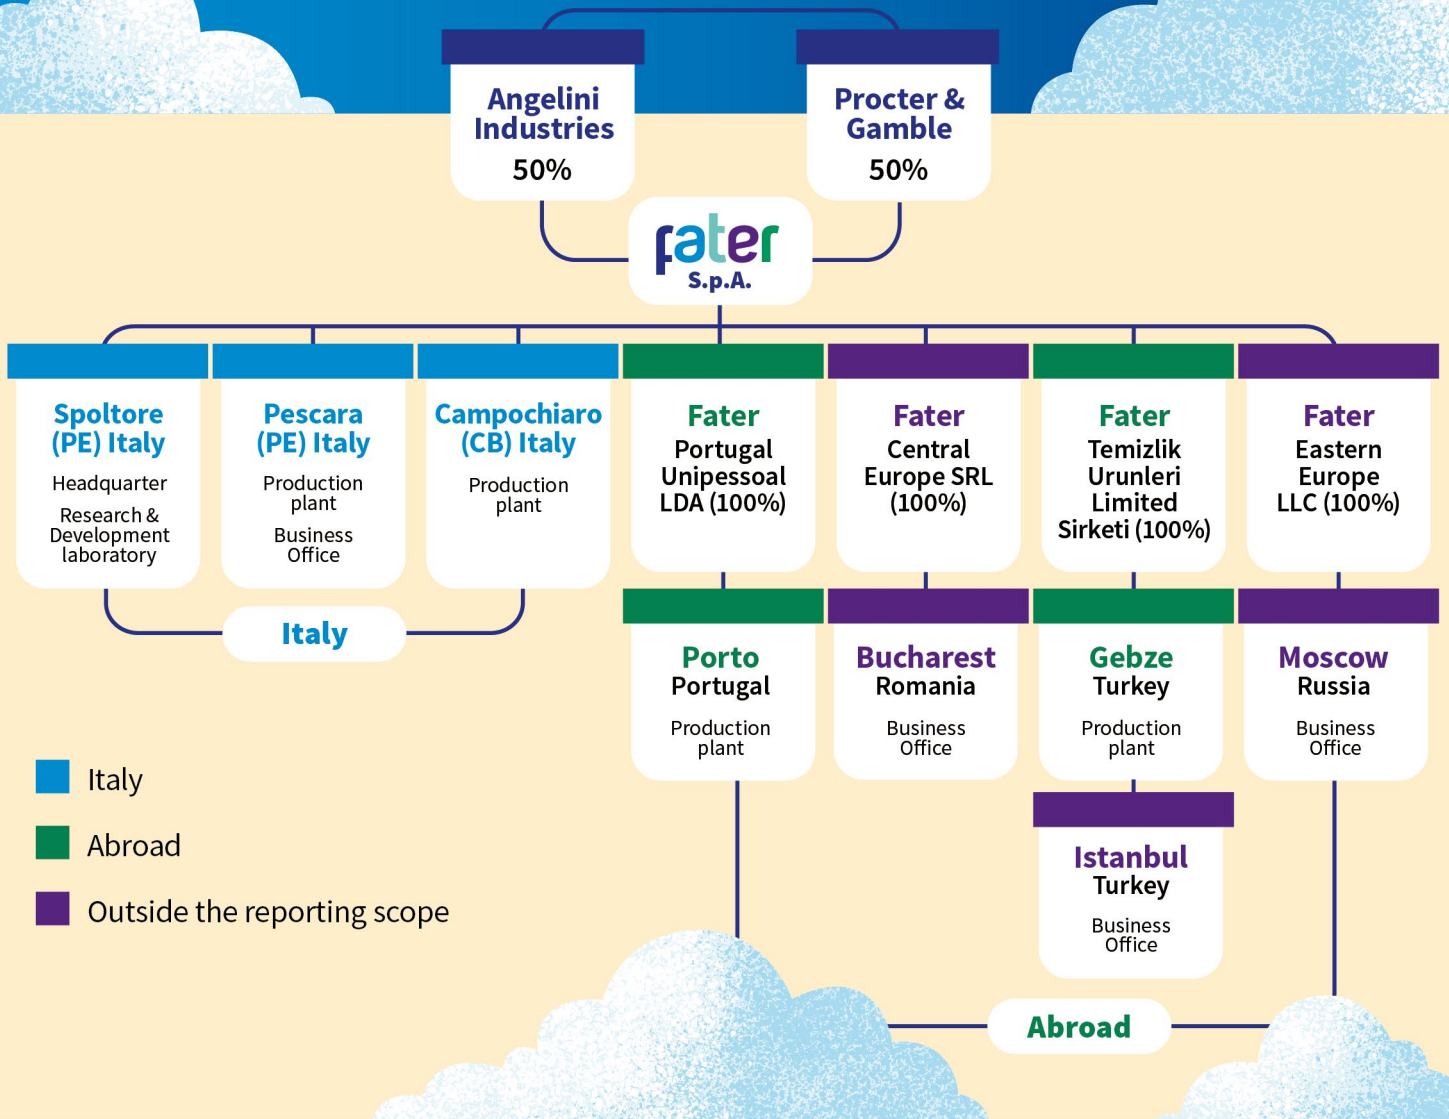 Angelini
Industries
50%
Procter &
Gamble
50%
fater
S.p.A.
Spoltore
(PE) Italy
Headquarter
Research &
Development
laboratory
Pescara
(PE) Italy
Production
plant
Business
Office
Campochiaro
(CB) Italy
Production
plant
Fater
Portugal
Unipessoal
LDA (100%)
Fater
Central
Europe SRL
(100%)
Fater
Temizlik
Urunleri
Limited
Sirketi (100%)
Fater
Eastern
Europe
LLC (100%)
Italy
Porto
Portugal
Production
plant
Bucharest
Romania
Business
Office
Gebze
Turkey
Production
plant
Moscow
Russia
Business
Office
Istanbul
Turkey
Business
Office
Italy
Abroad
Outside the reporting scope
Abroad